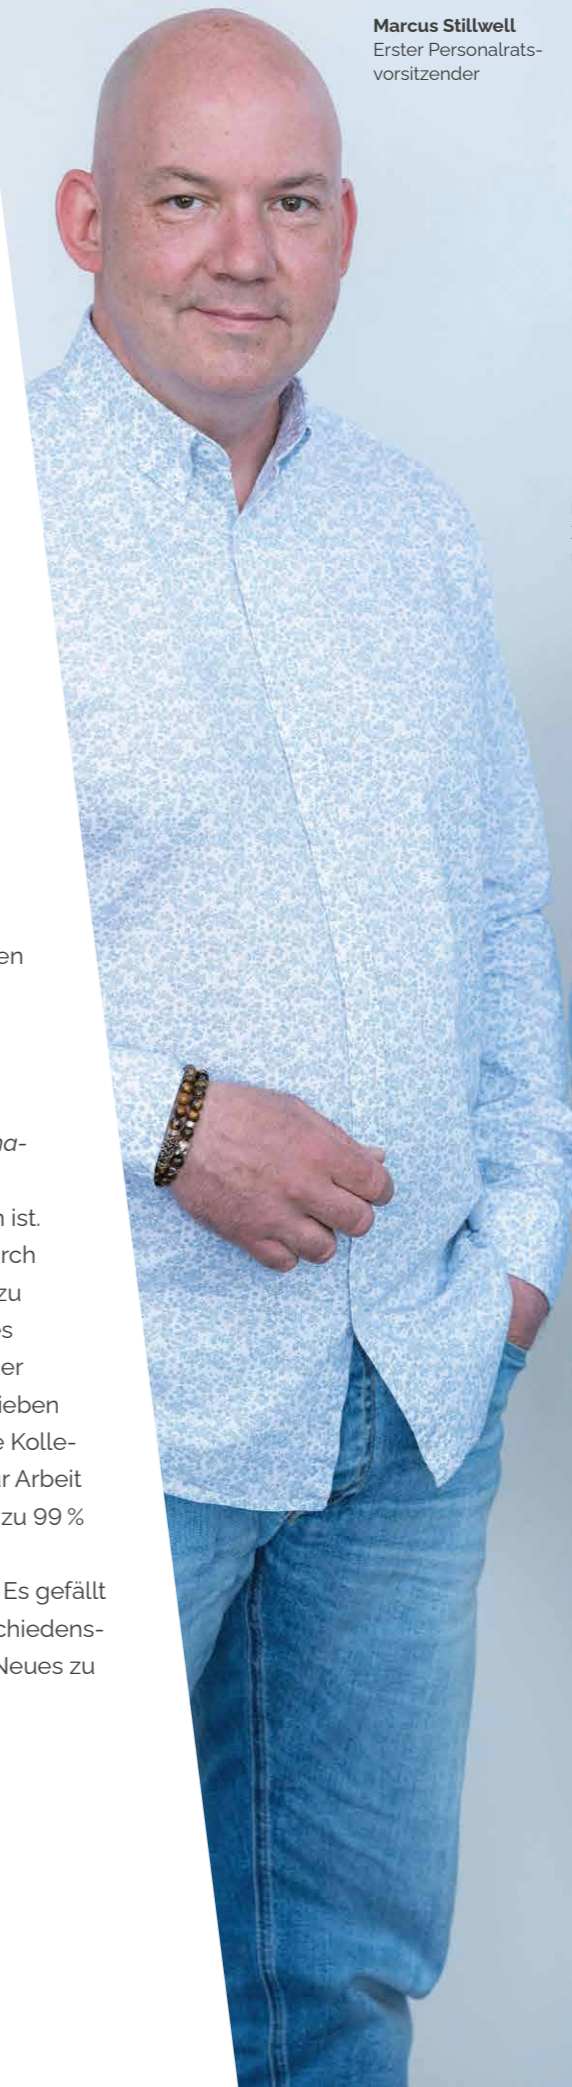 Marcus Stillwell
Erster Personalrats-
vorsitzender
en
na-
ist.
rch
zu
s
er
ieben
Kolle-
r Arbeit
zu 99 %
Es gefällt
chiedens-
Neues zu